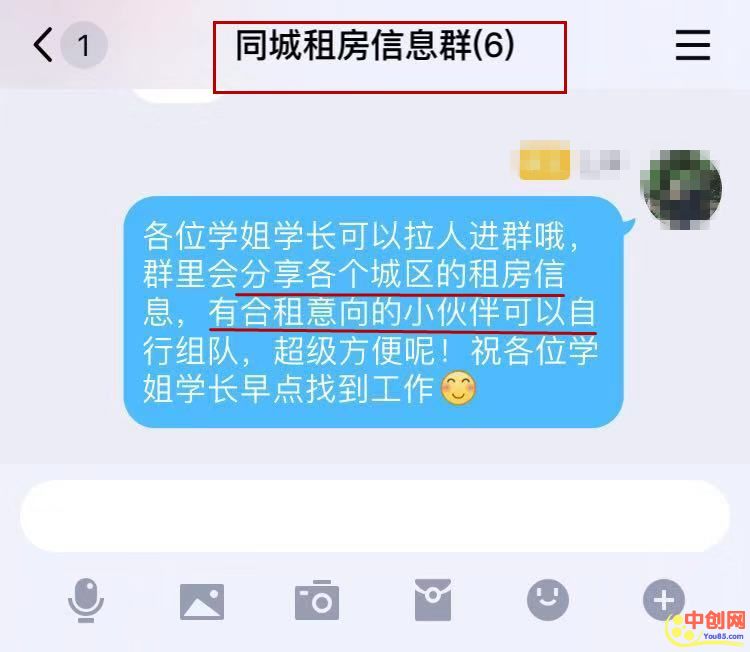 1
同城租房信息群(6)
各位学姐学长可以拉人进群哦，
群里会分享各个城区的租房信
息，有合租意向的小伙伴可以自
行组队，超级方便呢！祝各位学
姐学长早点找到工作😊
中创网
You85.com